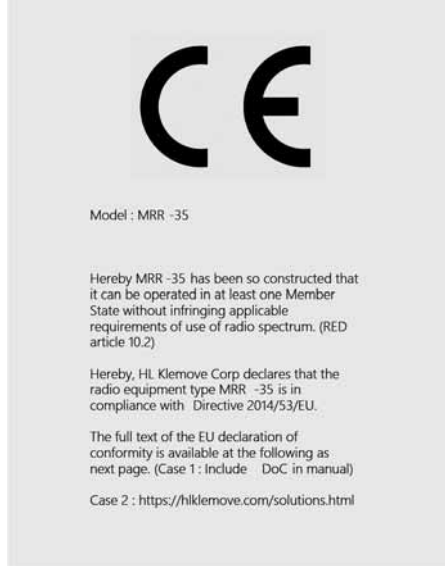 CE
Model : MRR -35
Hereby MRR -35 has been so constructed that
it can be operated in at least one Member
State without infringing applicable
requirements of use of radio spectrum. (RED
article 10.2)
Hereby, HL Klemove Corp declares that the
radio equipment type MRR -35 is in
compliance with Directive 2014/53/EU.
The full text of the EU declaration of
conformity is available at the following as
next page. (Case 1 : Include DoC in manual)
Case 2 : https://hlklemove.com/solutions.html